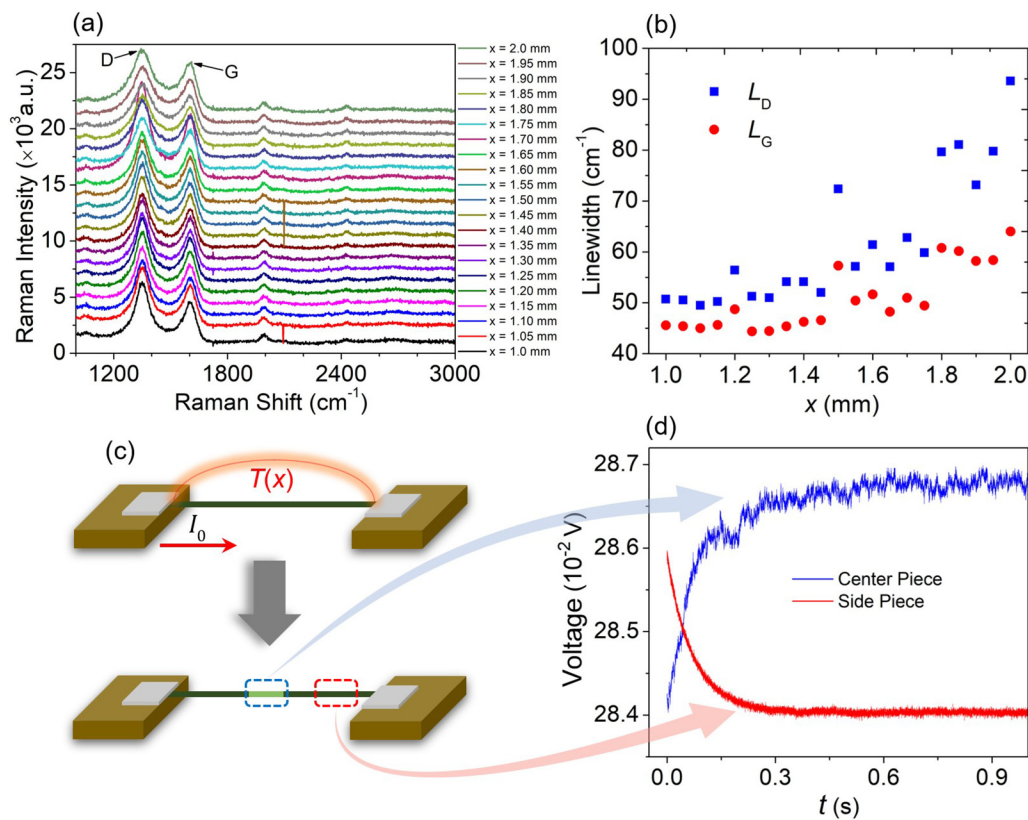 (a)
D
G
Raman Intensity (×10³a.u.)
25
20
15
10
5
0
1200
1800
2400
3000
Raman Shift (cm⁻¹)
x = 2.0 mm
x = 1.95 mm
x = 1.90 mm
x = 1.85 mm
x = 1.80 mm
x = 1.75 mm
x = 1.70 mm
x = 1.65 mm
x = 1.60 mm
x = 1.55 mm
x = 1.50 mm
x = 1.45 mm
x = 1.40 mm
x = 1.35 mm
x = 1.30 mm
x = 1.25 mm
x = 1.20 mm
x = 1.15 mm
x = 1.10 mm
x = 1.05 mm
x = 1.0 mm
(b)
L_D
L_G
Linewidth (cm⁻¹)
100
90
80
70
60
50
40
1.0
1.2
1.4
1.6
1.8
2.0
x (mm)
(c)
T(x)
I₀
(d)
Voltage (10⁻² V)
28.7
28.6
28.5
28.4
Center Piece
Side Piece
0.0
0.3
0.6
0.9
t (s)